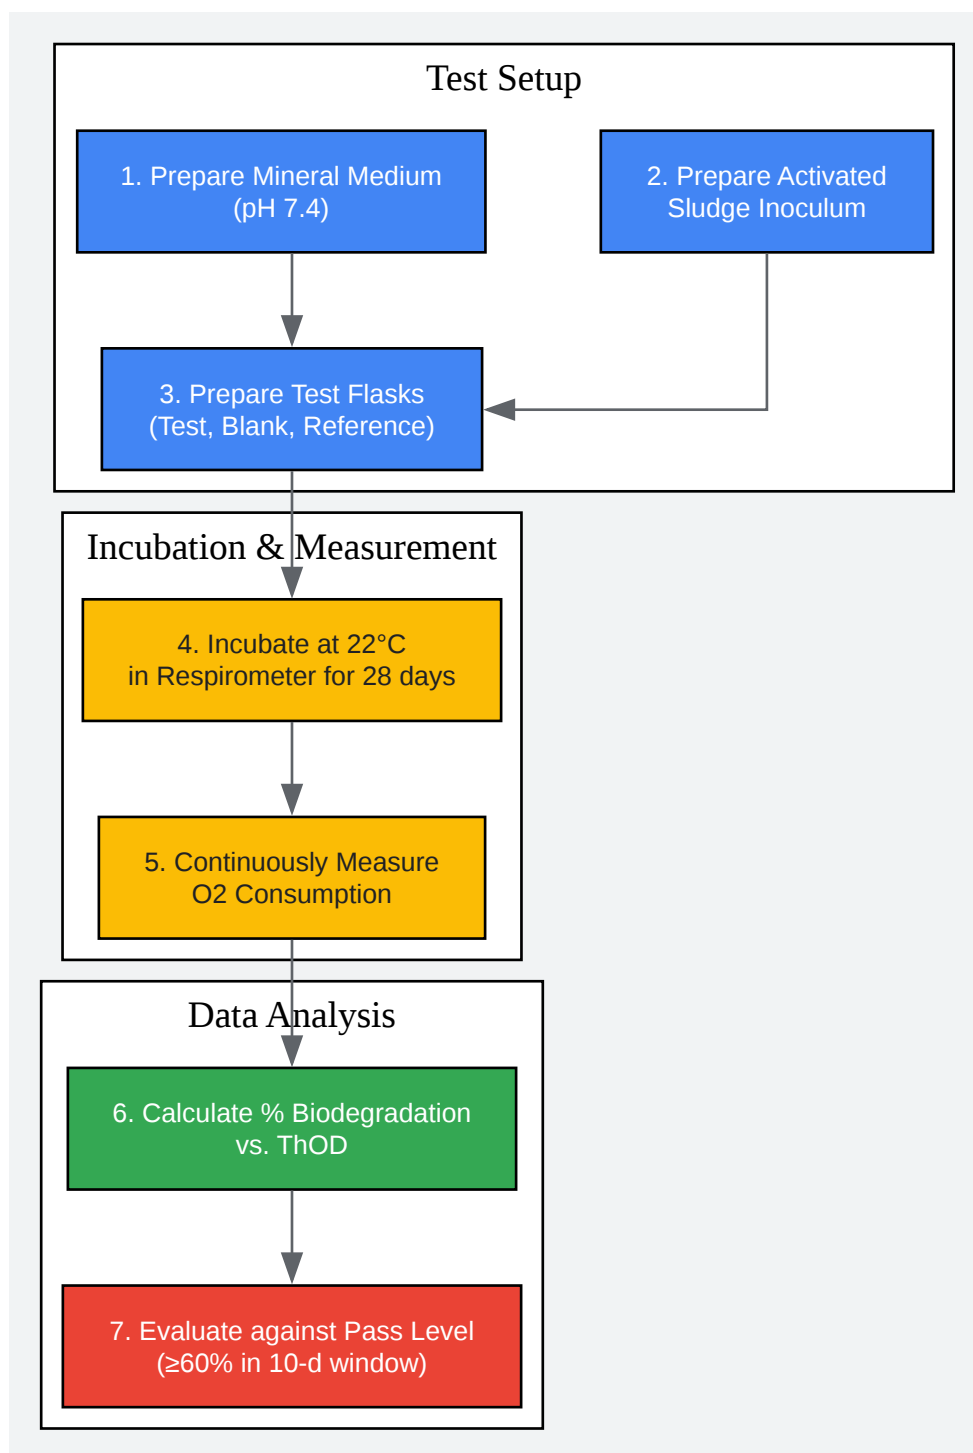 Test Setup
1. Prepare Mineral Medium
(pH 7.4)
2. Prepare Activated
Sludge Inoculum
3. Prepare Test Flasks
(Test, Blank, Reference)
Incubation & Measurement
4. Incubate at 22°C
in Respirometer for 28 days
5. Continuously Measure
O2 Consumption
Data Analysis
6. Calculate % Biodegradation
vs. ThOD
7. Evaluate against Pass Level
(≥60% in 10-d window)